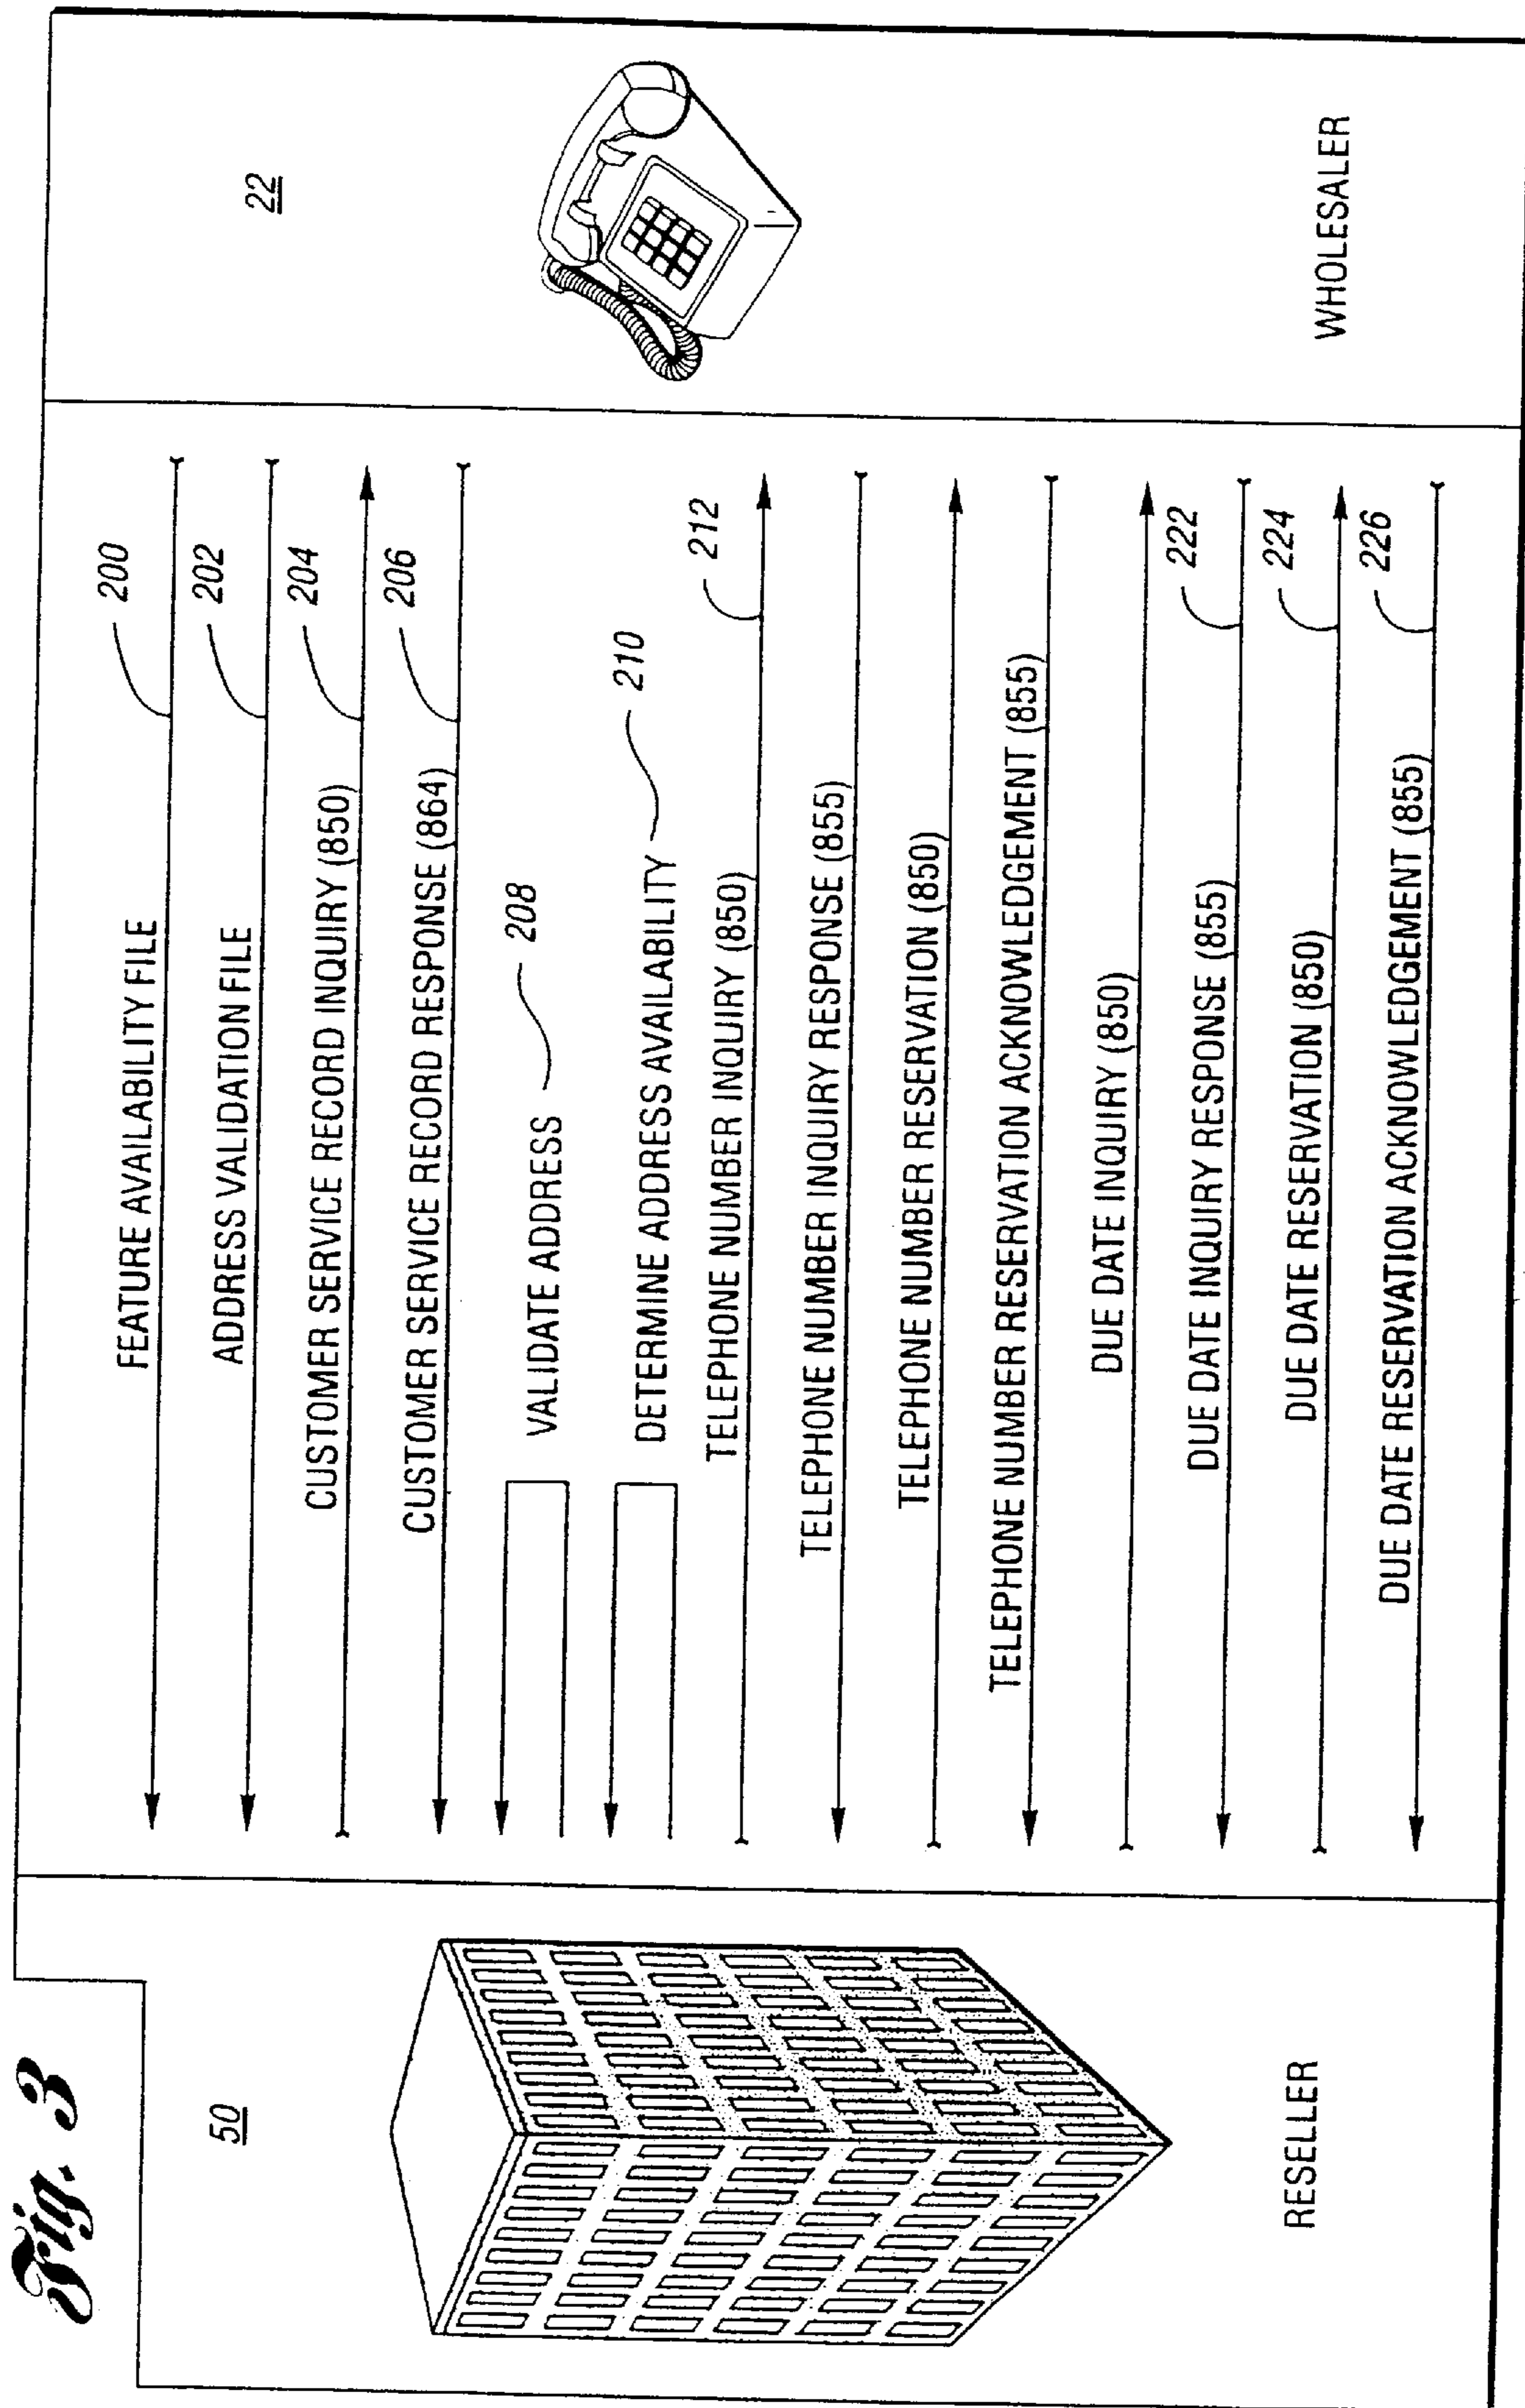 Fig. 3
50
RESELLER
22
WHOLESALER
FEATURE AVAILABILITY FILE
200
ADDRESS VALIDATION FILE
202
CUSTOMER SERVICE RECORD INQUIRY (850)
204
CUSTOMER SERVICE RECORD RESPONSE (864)
206
VALIDATE ADDRESS
208
DETERMINE ADDRESS AVAILABILITY
210
TELEPHONE NUMBER INQUIRY (850)
212
TELEPHONE NUMBER INQUIRY RESPONSE (855)
TELEPHONE NUMBER RESERVATION (850)
TELEPHONE NUMBER RESERVATION ACKNOWLEDGEMENT (855)
DUE DATE INQUIRY (850)
DUE DATE INQUIRY RESPONSE (855)
222
DUE DATE RESERVATION (850)
224
DUE DATE RESERVATION ACKNOWLEDGEMENT (855)
226